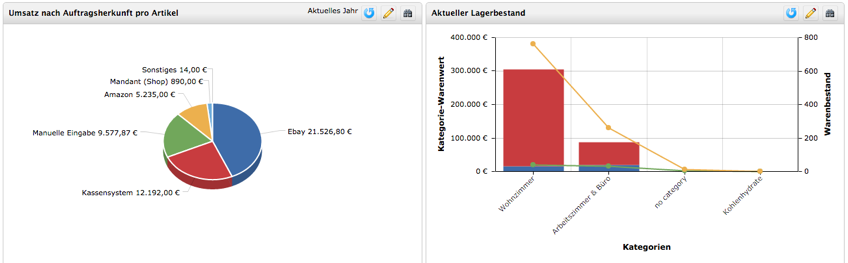 Umsatz nach Auftragsherkunft pro Artikel
Aktuelles Jahr
Sonstiges 14,00 €
Mandant (Shop) 890,00 €
Amazon 5.235,00 €
Manuelle Eingabe 9.577,87 €
Ebay 21.526,80 €
Kassensystem 12.192,00 €
Aktueller Lagerbestand
400.000 €
300.000 €
200.000 €
100.000 €
0 €
Kategorie-Warenwert
800
600
400
200
0
Warenbestand
Wohnzimmer
Arbeitszimmer & Büro
no category
Kohlenhydrate
Kategorien